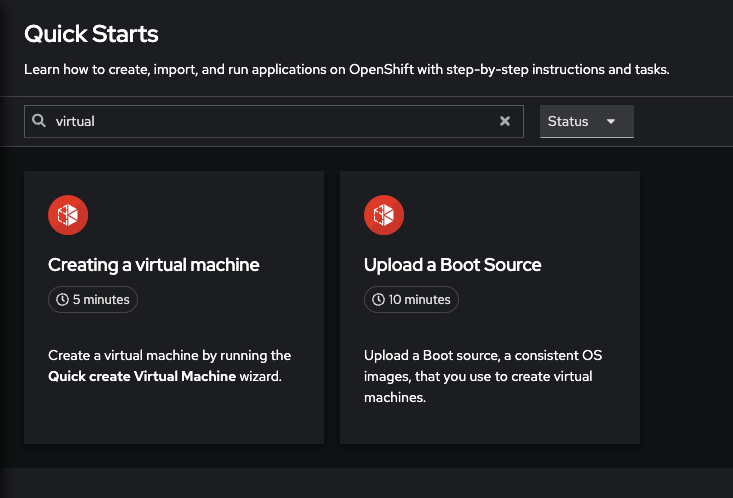 Quick Starts
Learn how to create, import, and run applications on OpenShift with step-by-step instructions and tasks.
virtual
Status
Creating a virtual machine
5 minutes
Create a virtual machine by running the
Quick create Virtual Machine wizard.
Upload a Boot Source
10 minutes
Upload a Boot source, a consistent OS
images, that you use to create virtual
machines.